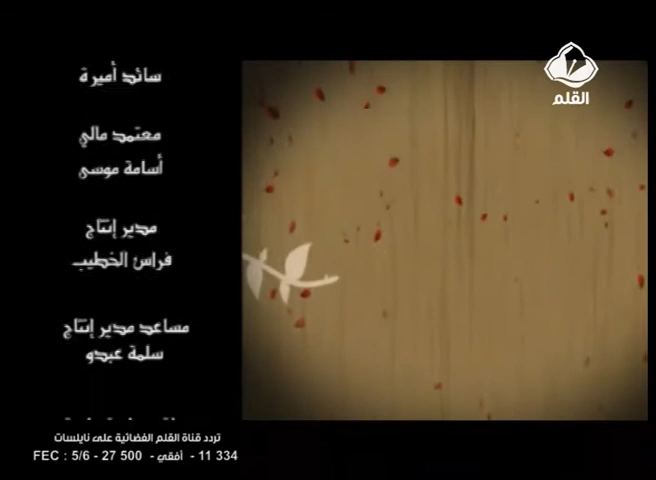 القلم
سائد أميرة
معتمد مالي
أسامة موسى
مدير إنتاج
فراس الخطيب
مساعد مدير إنتاج
سلمة عبدو
تردد قناة القلم الفضائية على نايلسات
FEC : 5/6 - 27 500 - أفقي - 11 334